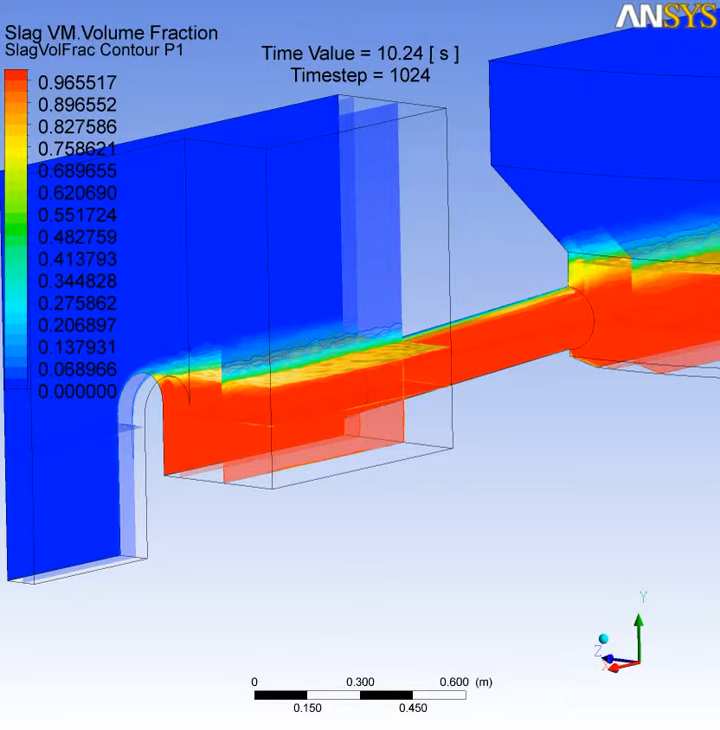 ANSYS
Slag VM.Volume Fraction
SlagVolFrac Contour P1
Time Value = 10.24 [ s ]
Timestep = 1024
0.965517
0.896552
0.827586
0.758621
0.689655
0.620690
0.551724
0.482759
0.413793
0.344828
0.275862
0.206897
0.137931
0.068966
0.000000
Y
Z
X
0 0.300 0.600 (m)
0.150 0.450